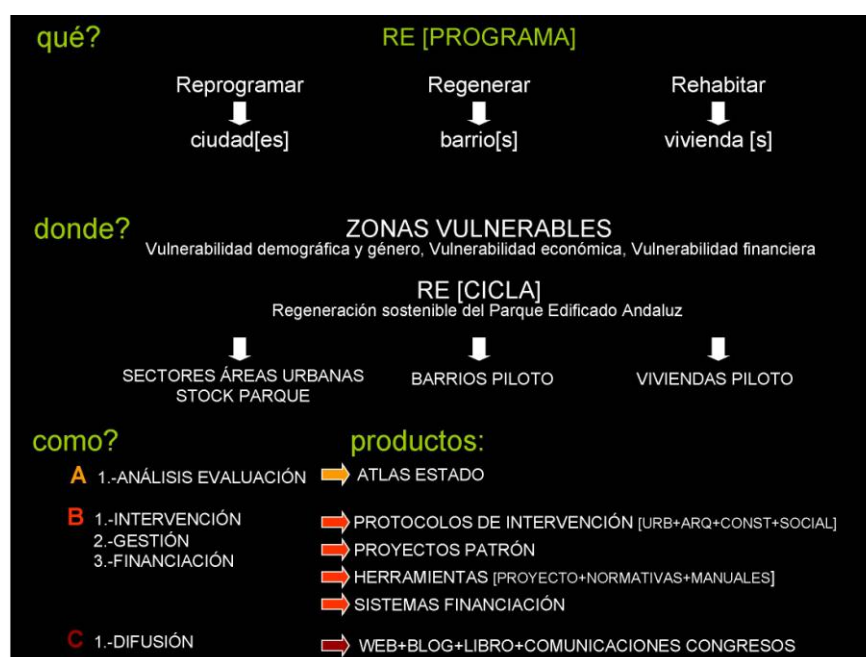 qué? RE [PROGRAMA]
Reprogramar Regenerar Rehabitar
ciudad[es] barrio[s] vivienda [s]
donde? ZONAS VULNERABLES
Vulnerabilidad demográfica y género, Vulnerabilidad económica, Vulnerabilidad financiera
RE [CICLA]
Regeneración sostenible del Parque Edificado Andaluz
SECTORES ÁREAS URBANAS
STOCK PARQUE
BARRIOS PILOTO
VIVIENDAS PILOTO
como? productos:
A 1.-ANÁLISIS EVALUACIÓN ATLAS ESTADO
B 1.-INTERVENCIÓN PROTOCOLOS DE INTERVENCIÓN [URB+ARQ+CONST+SOCIAL]
2.-GESTIÓN PROYECTOS PATRÓN
3.-FINANCIACIÓN HERRAMIENTAS [PROYECTO+NORMATIVAS+MANUALES]
SISTEMAS FINANCIACIÓN
C 1.-DIFUSIÓN WEB+BLOG+LIBRO+COMUNICACIONES CONGRESOS